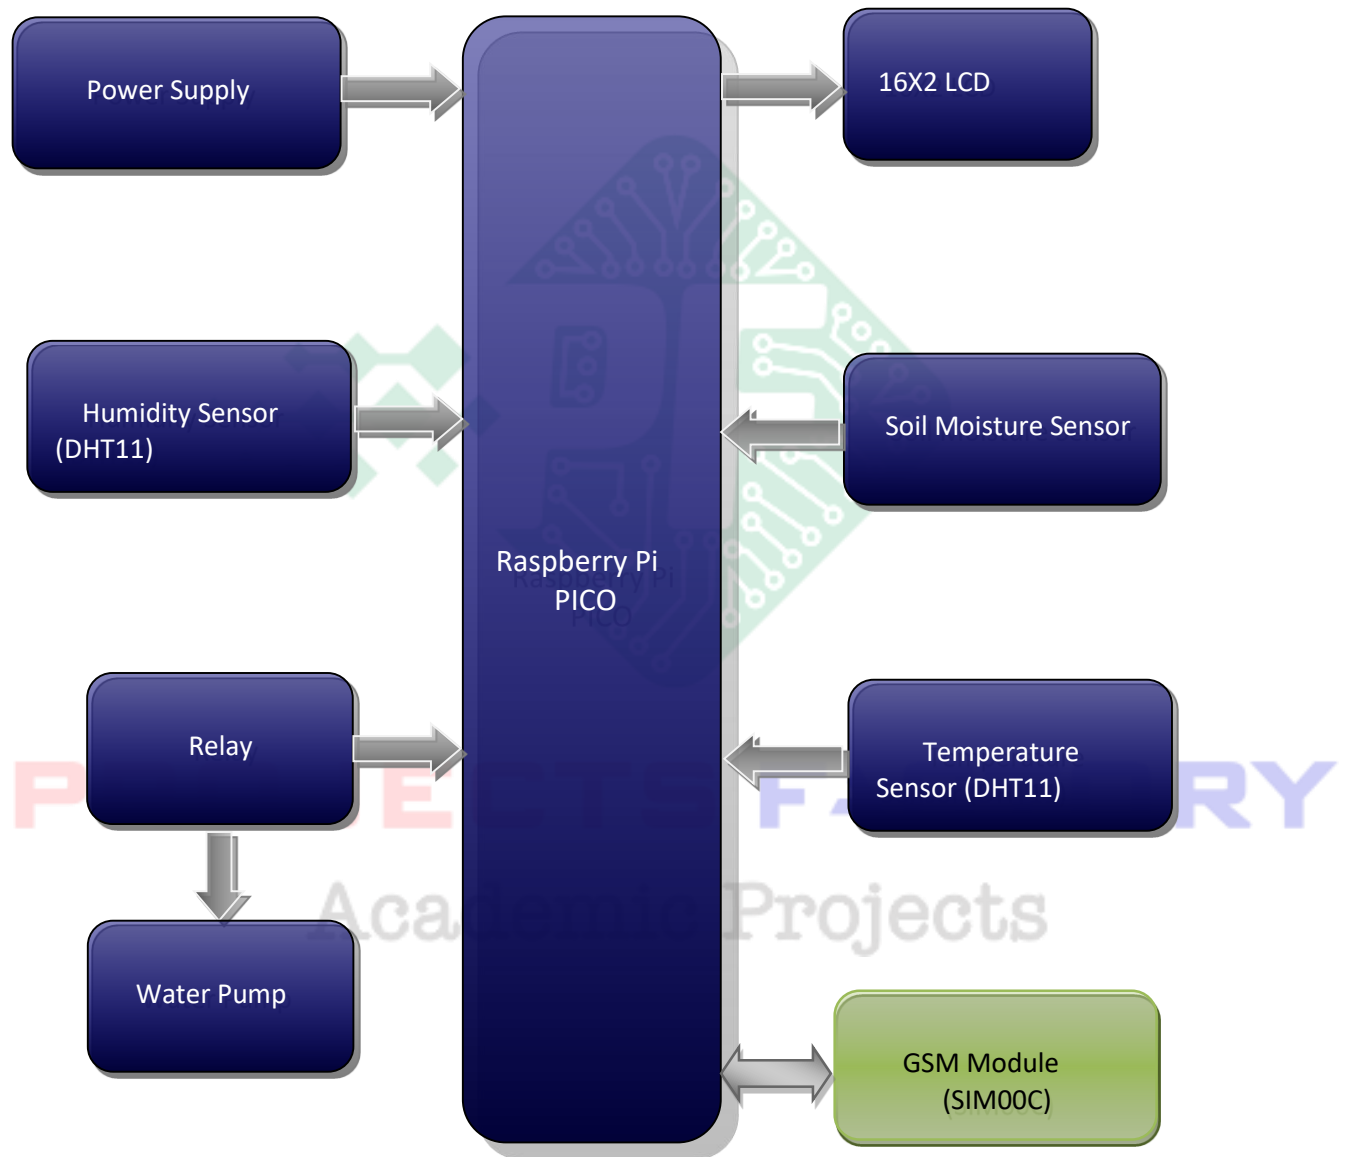 Power Supply
16X2 LCD
Humidity Sensor
(DHT11)
Soil Moisture Sensor
Raspberry Pi
PICO
Relay
Temperature
Sensor (DHT11)
Academic Projects
Water Pump
GSM Module
(SIM00C)